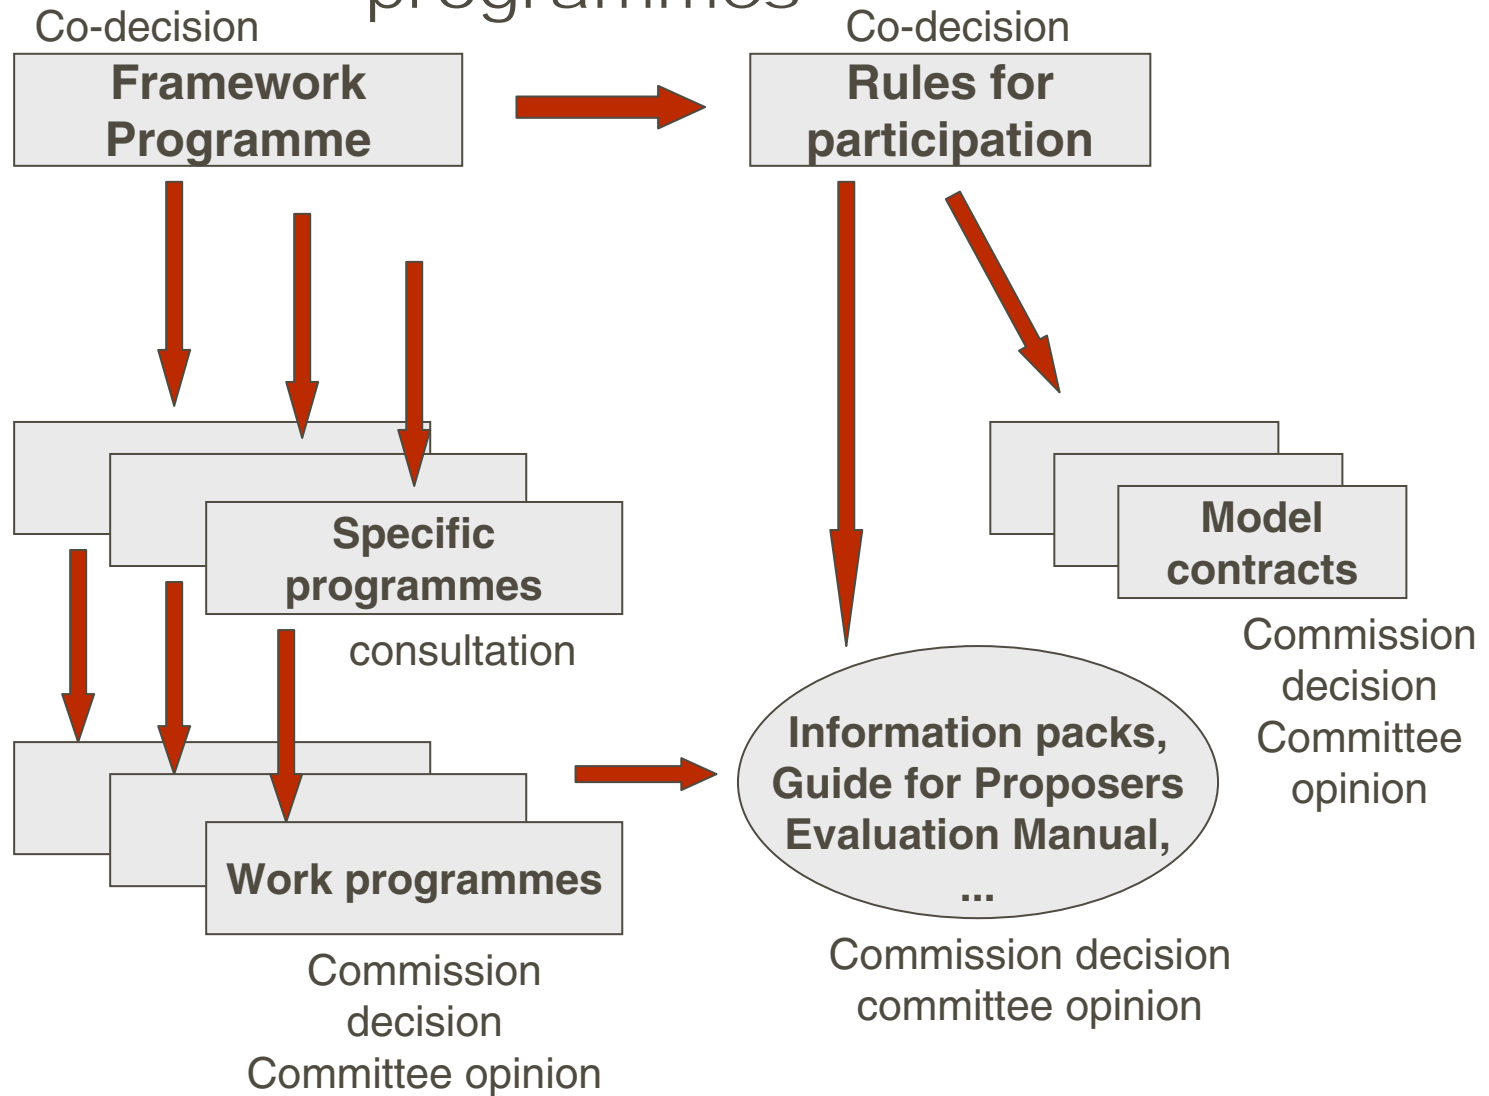 programmes
Co-decision
Framework
Programme
Co-decision
Rules for
participation
Specific
programmes
consultation
Model
contracts
Commission
decision
Committee
opinion
Work programmes
Commission
decision
Committee opinion
Information packs,
Guide for Proposers
Evaluation Manual,
...
Commission decision
committee opinion